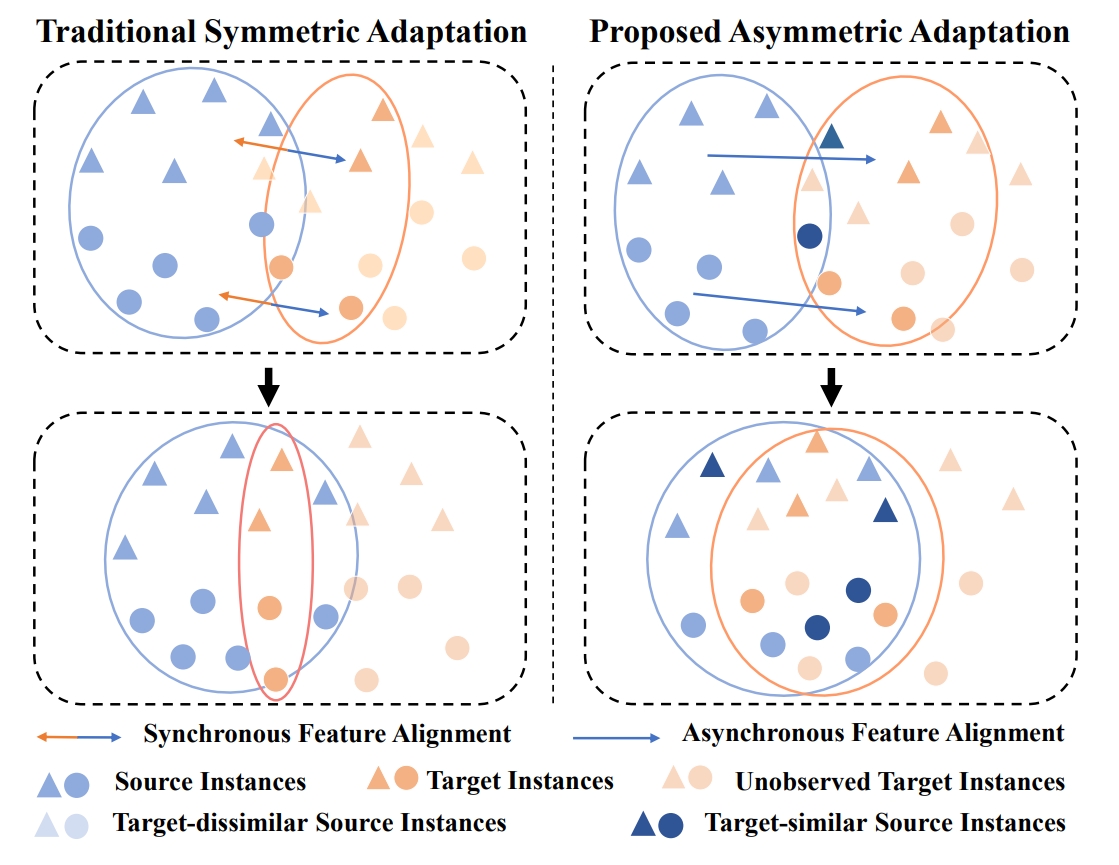 Traditional Symmetric Adaptation
Proposed Asymmetric Adaptation
Synchronous Feature Alignment
Asynchronous Feature Alignment
Source Instances
Target Instances
Unobserved Target Instances
Target-dissimilar Source Instances
Target-similar Source Instances